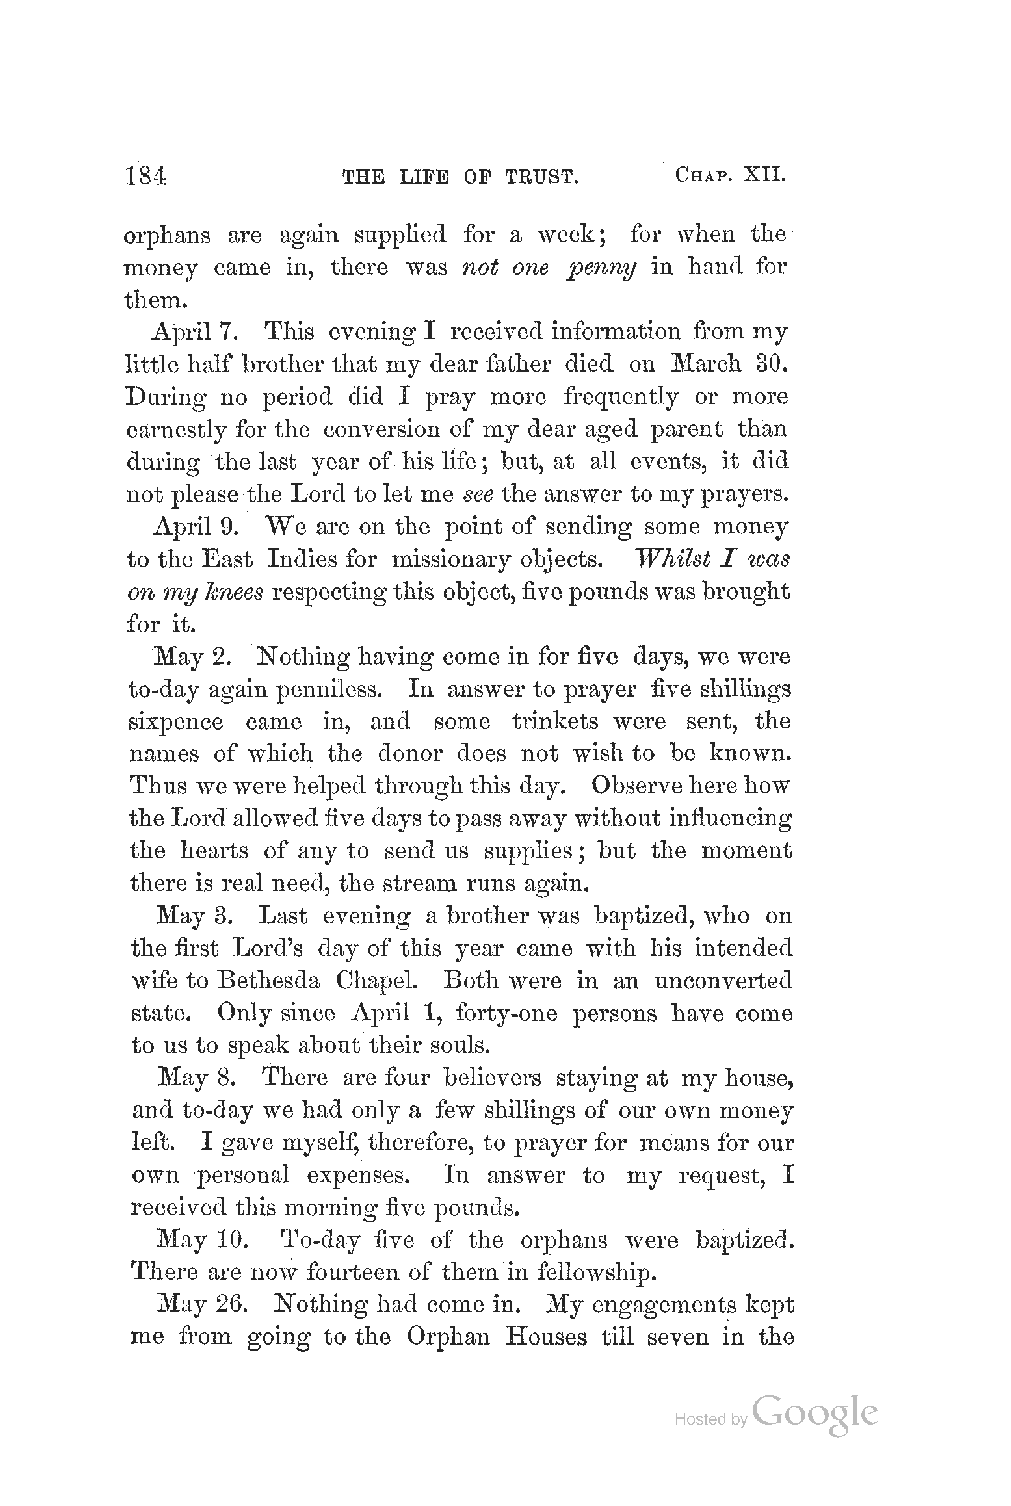 184 THE LIFE OF TRUST. CHAP. XII.
orphans are again supplied for a week; for when the
money came in, there was not one penny in hand for
them.
April 7. This evening I received information from my
little half brother that my dear father died on March 30.
During no period did I pray more frequently or more
earnestly for the conversion of my dear aged parent than
during the last year of his life; but, at all events, it did
not please the Lord to let me see the answer to my prayers.
April 9. We are on the point of sending some money
to the East Indies for missionary objects. Whilst I was
on my knees respecting this object, five pounds was brought
for it.
May 2. Nothing having come in for five days, we were
to-day again penniless. In answer to prayer five shillings
sixpence came in, and some trinkets were sent, the
names of which the donor does not wish to be known.
Thus we were helped through this day. Observe here how
the Lord allowed five days to pass away without influencing
the hearts of any to send us supplies; but the moment
there is real need, the stream runs again.
May 3. Last evening a brother was baptized, who on
the first Lord's day of this year came with his intended
wife to Bethesda Chapel. Both were in an unconverted
state. Only since April 1, forty-one persons have come
to us to speak about their souls.
May 8. There are four believers staying at my house,
and to-day we had only a few shillings of our own money
left. I gave myself, therefore, to prayer for means for our
own personal expenses. In answer to my request, I
received this morning five pounds.
May 10. To-day five of the orphans were baptized.
There are now fourteen of them in fellowship.
May 26. Nothing had come in. My engagements kept
me from going to the Orphan Houses till seven in the
Hosted by Google